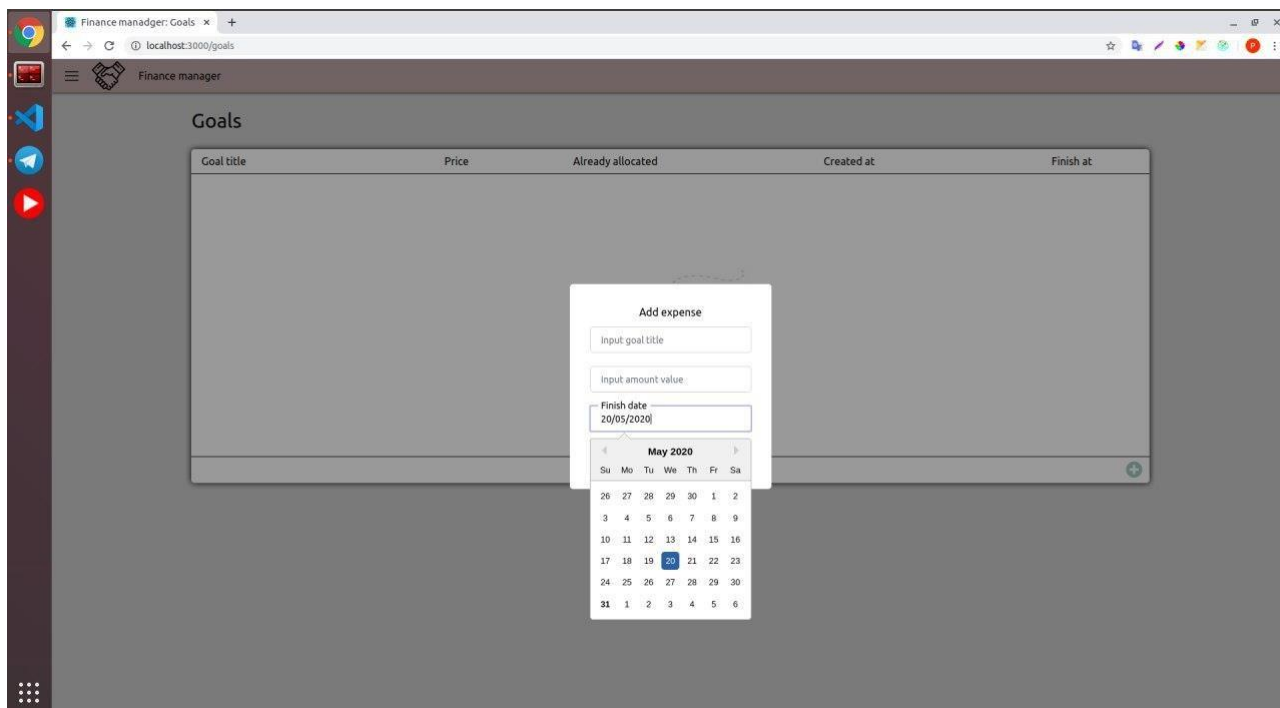 Finance manadger: Goals × +
localhost:3000/goals
P
Finance manager
Goals
Goal title Price Already allocated Created at Finish at
Add expense
Input goal title
Input amount value
Finish date
20/05/2020
May 2020
Su Mo Tu We Th Fr Sa
26 27 28 29 30 1 2
3 4 5 6 7 8 9
10 11 12 13 14 15 16
17 18 19 20 21 22 23
24 25 26 27 28 29 30
31 1 2 3 4 5 6